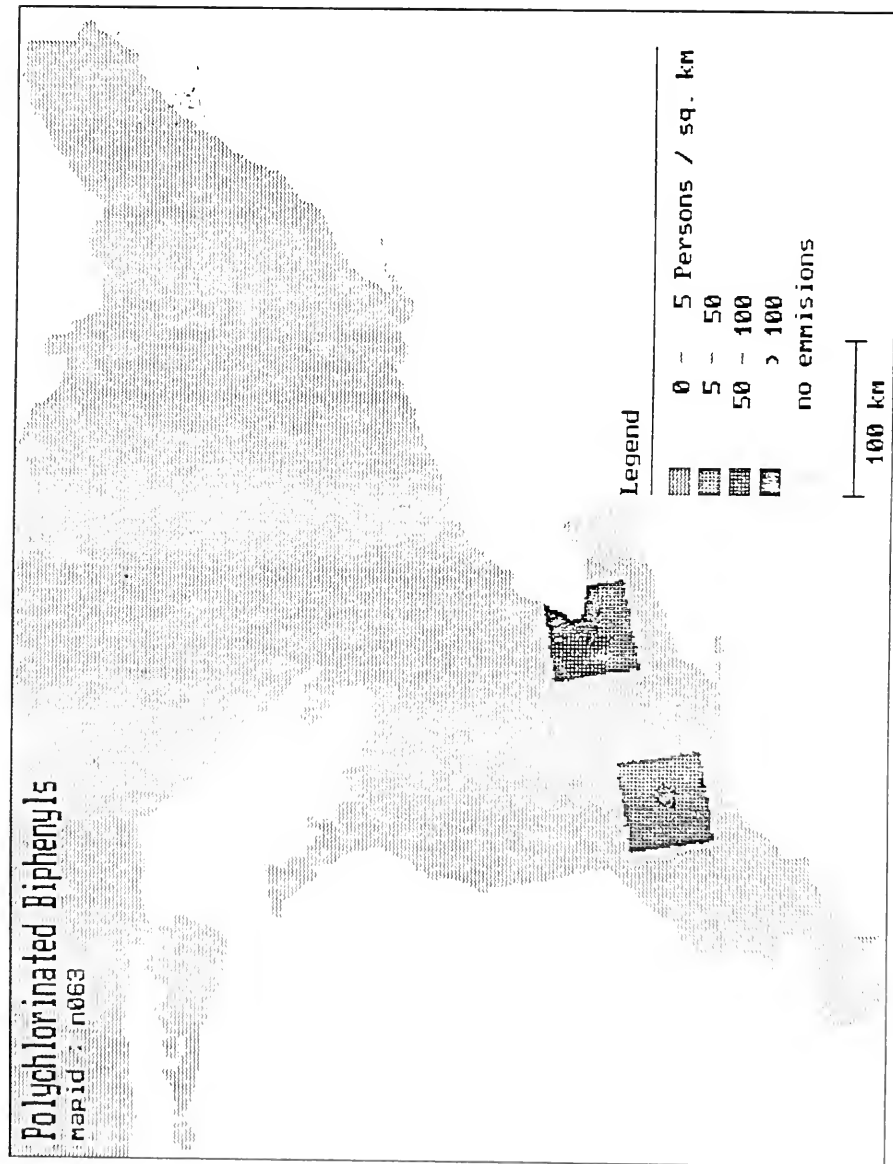 Polychlorinated Biphenyls
mapid : n063
Legend
0 - 5 Persons / sq. km
5 - 50
50 - 100
> 100
no emmisions
100 km